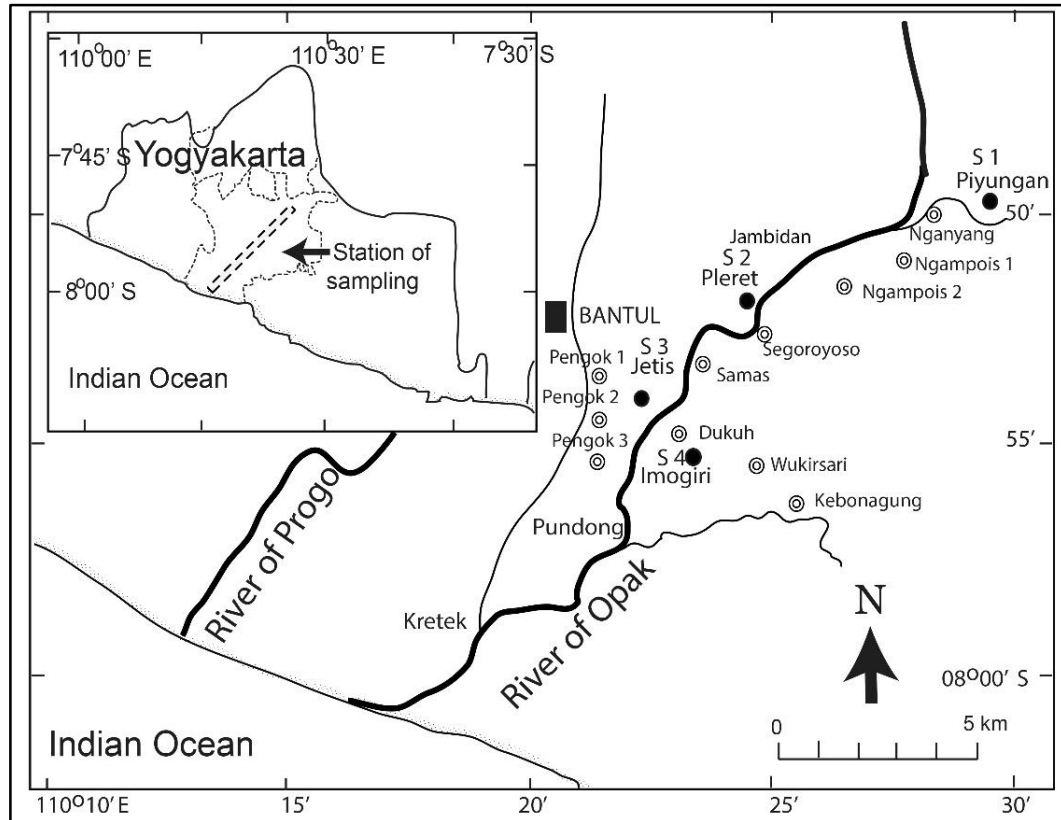 110° 00' E
110° 30' E
7° 30' S
7° 45' S
Yogyakarta
Station of
sampling
8° 00' S
Indian Ocean
S 1
Piyungan
50'
Nganyang
Jambidan
Ngampois 1
S 2
Pleret
Ngampois 2
BANTUL
Segoroyoso
S 3
Jetis
Pengok 1
Samas
Pengok 2
Pengok 3
Dukuh
55'
S 4
Imogiri
Wukirsari
Kebonagung
Pundong
River of Progo
River of Opak
Kretek
N
08° 00' S
0
5 km
Indian Ocean
110° 10' E
15'
20'
25'
30'